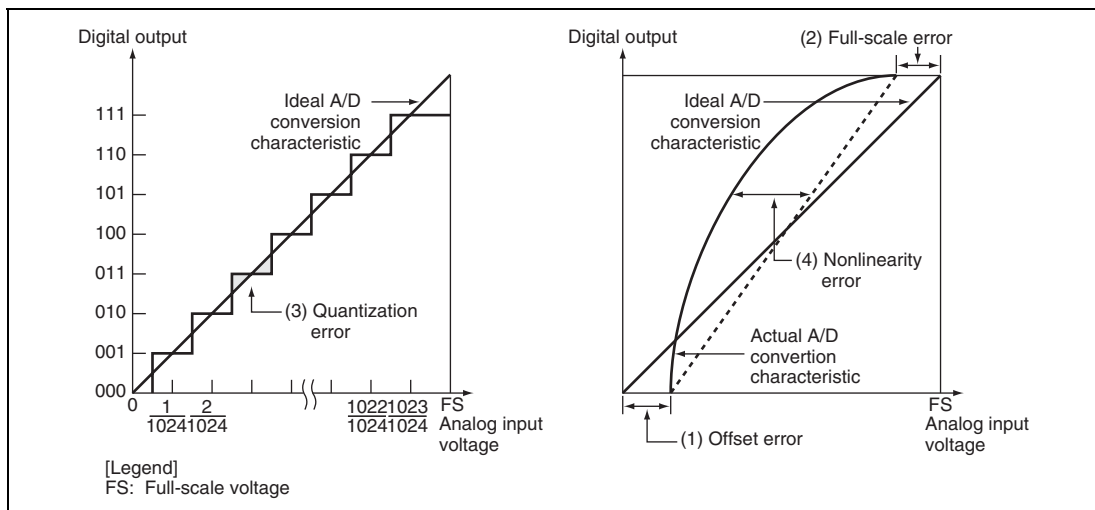 Digital output
111
110
101
100
011
010
001
000
0
1
1024
2
1024
1022
1024
1023
1024
FS
Analog input
voltage
Ideal A/D
conversion
characteristic
(3) Quantization
error
[Legend]
FS: Full-scale voltage
Digital output
(2) Full-scale error
Ideal A/D
conversion
characteristic
(4) Nonlinearity
error
Actual A/D
convertion
characteristic
FS
Analog input
voltage
(1) Offset error